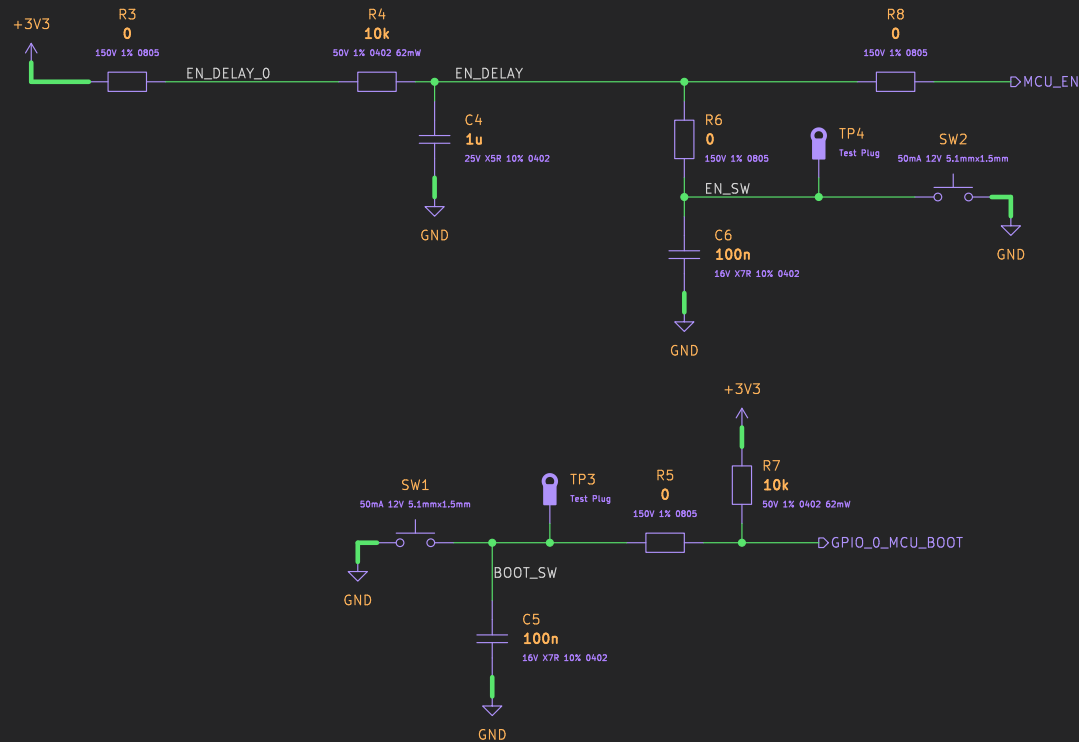 +3V3
R3
0
150V 1% 0805
EN_DELAY_0
R4
10k
50V 1% 0402 62mW
EN_DELAY
R8
0
150V 1% 0805
MCU_EN
C4
1u
25V X5R 10% 0402
GND
R6
0
150V 1% 0805
TP4
Test Plug
SW2
50mA 12V 5.1mmx1.5mm
EN_SW
GND
C6
100n
16V X7R 10% 0402
GND
+3V3
SW1
50mA 12V 5.1mmx1.5mm
TP3
Test Plug
R5
0
150V 1% 0805
R7
10k
50V 1% 0402 62mW
GPIO_0_MCU_BOOT
BOOT_SW
GND
C5
100n
16V X7R 10% 0402
GND